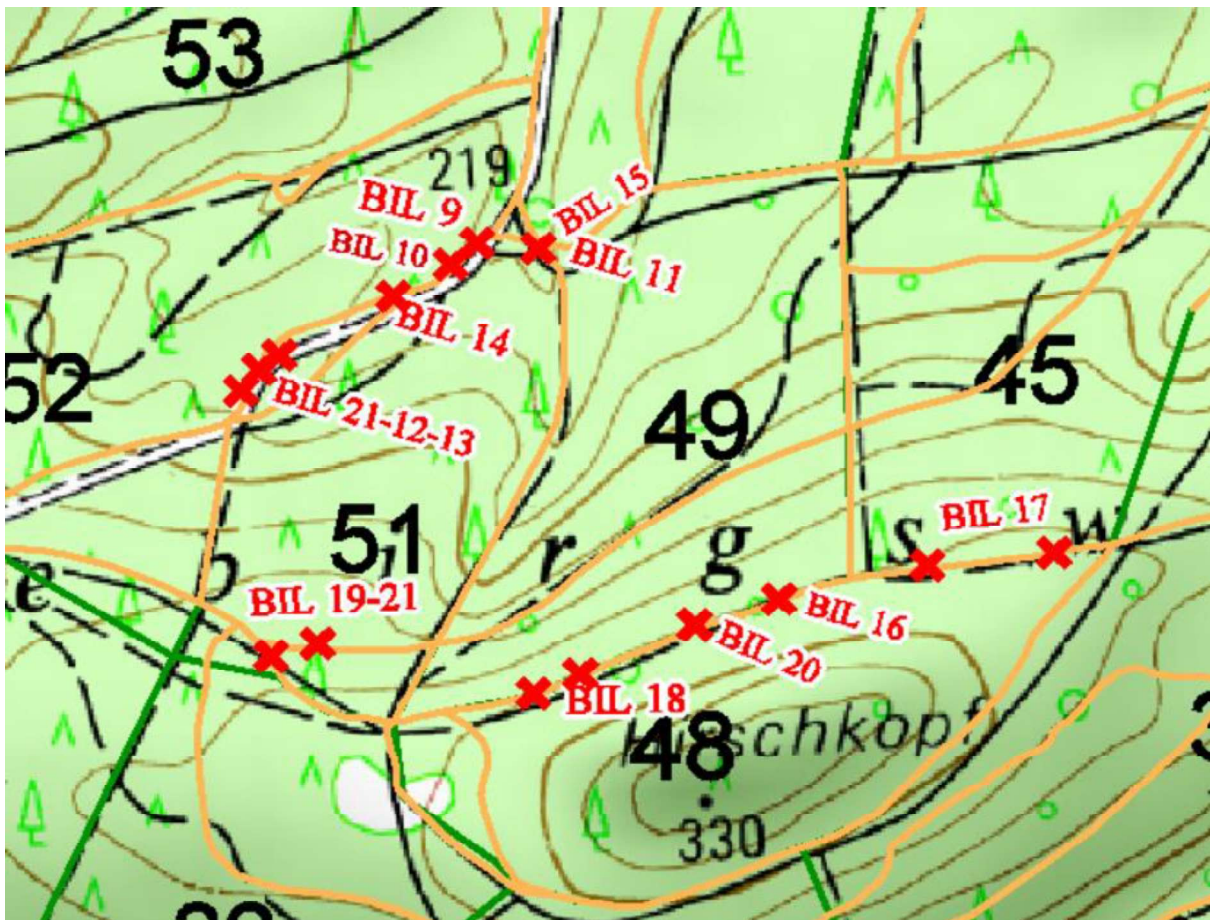 53
219
BIL 9
BIL 15
BIL 10
BIL 11
BIL 14
52
45
49
BIL 21-12-13
BIL 17
51
r g s w
e
BIL 19-21
BIL 16
BIL 20
BIL 18
48
Hirschkopf
330